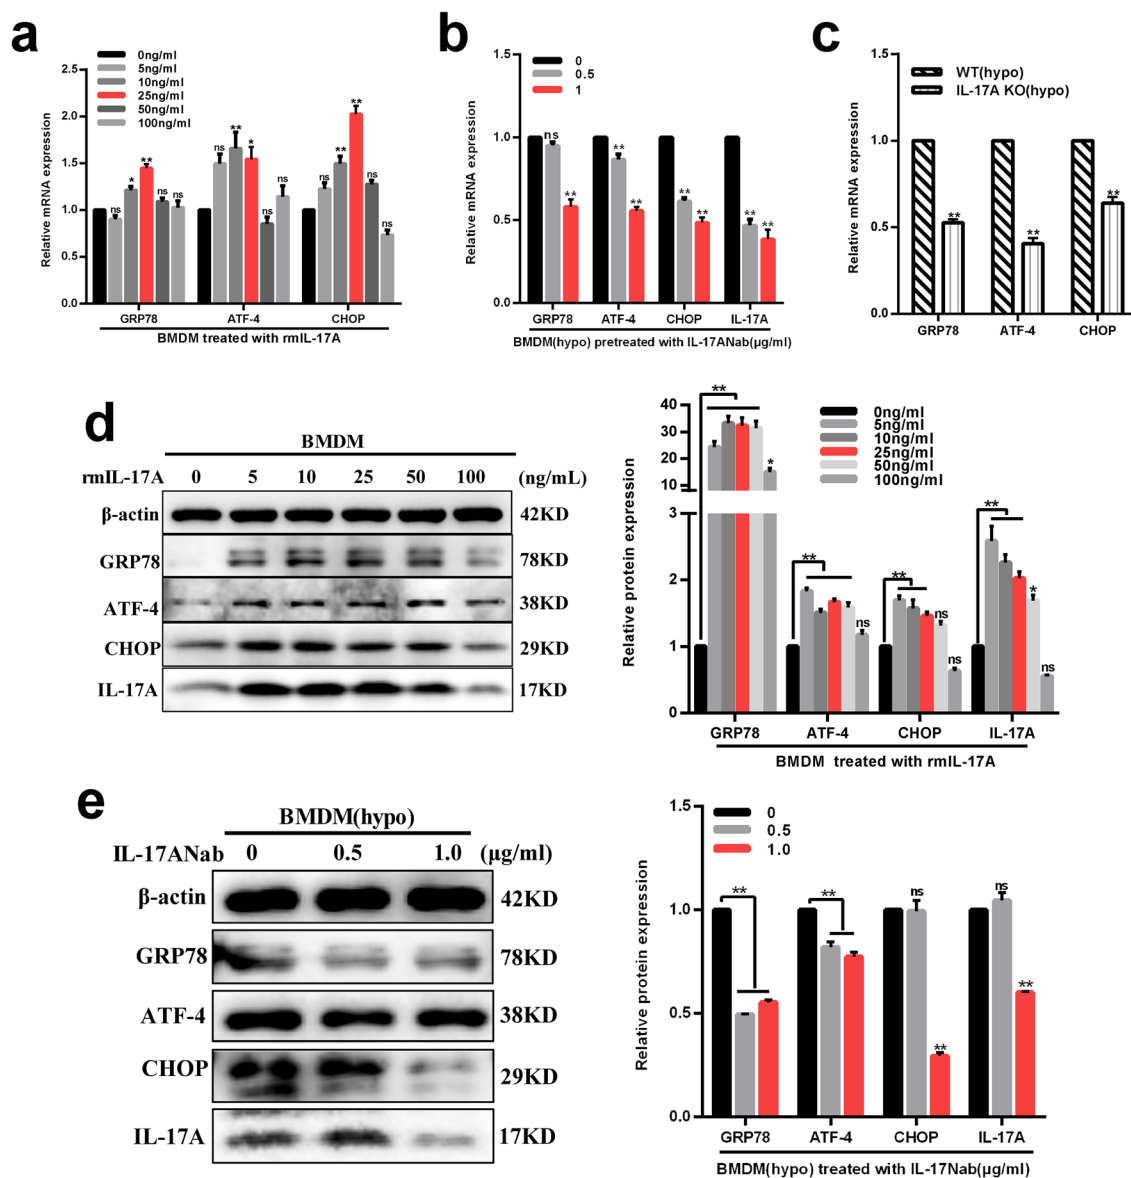 a
0ng/ml
5ng/ml
10ng/ml
25ng/ml
50ng/ml
100ng/ml
Relative mRNA expression
2.5
2.0
1.5
1.0
0.5
0.0
ns * ** ns ns
ns ** * ns ns
ns ** ** ns ns
GRP78 ATF-4 CHOP
BMDM treated with rmIL-17A
b
0
0.5
1
Relative mRNA expression
1.5
1.0
0.5
0.0
ns **
** **
** **
** **
GRP78 ATF-4 CHOP IL-17A
BMDM(hypo) pretreated with IL-17ANab(μg/ml)
c
WT(hypo)
IL-17A KO(hypo)
Relative mRNA expression
1.5
1.0
0.5
0.0
** ** **
GRP78 ATF-4 CHOP
d
BMDM
rmIL-17A 0 5 10 25 50 100 (ng/mL)
β-actin 42KD
GRP78 78KD
ATF-4 38KD
CHOP 29KD
IL-17A 17KD
0ng/ml
5ng/ml
10ng/ml
25ng/ml
50ng/ml
100ng/ml
Relative protein expression
40
30
20
10
3
2
1
0
** *
** ns
** ns ns
** * ns
GRP78 ATF-4 CHOP IL-17A
BMDM treated with rmIL-17A
e
BMDM(hypo)
IL-17ANab 0 0.5 1.0 (μg/ml)
β-actin 42KD
GRP78 78KD
ATF-4 38KD
CHOP 29KD
IL-17A 17KD
0
0.5
1.0
Relative protein expression
1.5
1.0
0.5
0.0
**
**
ns **
ns **
GRP78 ATF-4 CHOP IL-17A
BMDM(hypo) treated with IL-17Nab(μg/ml)